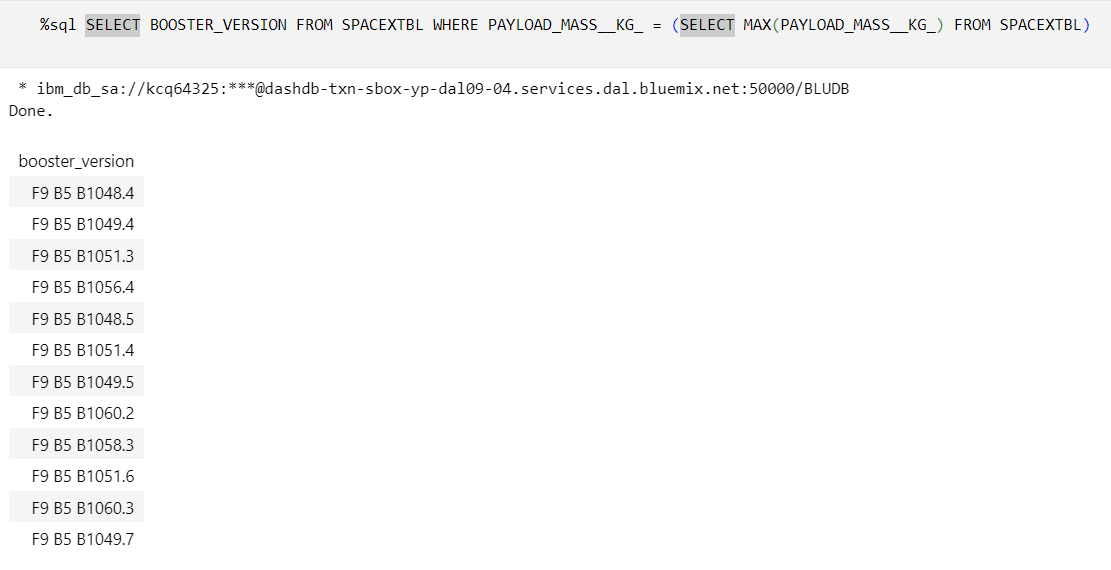 %sql SELECT BOOSTER_VERSION FROM SPACEXTBL WHERE PAYLOAD_MASS__KG_ = (SELECT MAX(PAYLOAD_MASS__KG_) FROM SPACEXTBL)
* ibm_db_sa://kcq64325:***@dashdb-txn-sbox-yp-dal09-04.services.dal.bluemix.net:50000/BLUDB
Done.
booster_version
F9 B5 B1048.4
F9 B5 B1049.4
F9 B5 B1051.3
F9 B5 B1056.4
F9 B5 B1048.5
F9 B5 B1051.4
F9 B5 B1049.5
F9 B5 B1060.2
F9 B5 B1058.3
F9 B5 B1051.6
F9 B5 B1060.3
F9 B5 B1049.7